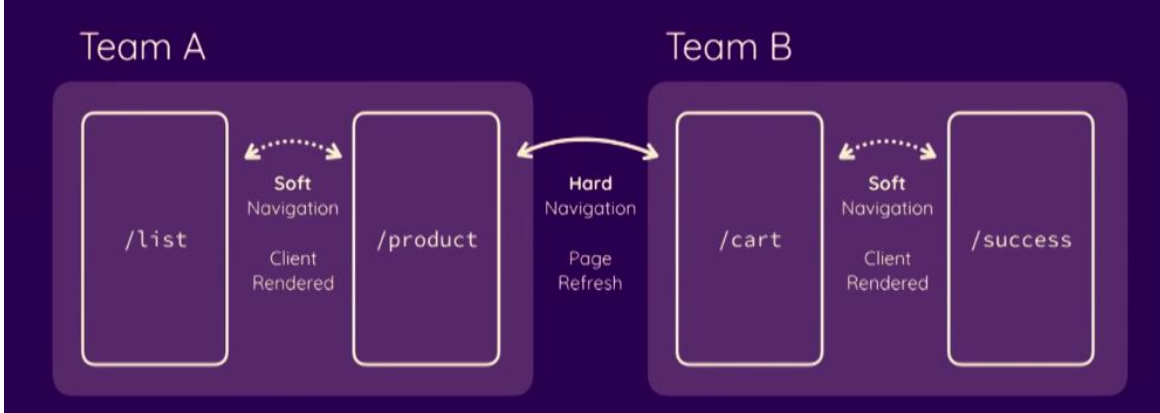 Team A
Team B
/list
Soft
Navigation
Client
Rendered
/product
Hard
Navigation
Page
Refresh
/cart
Soft
Navigation
Client
Rendered
/success